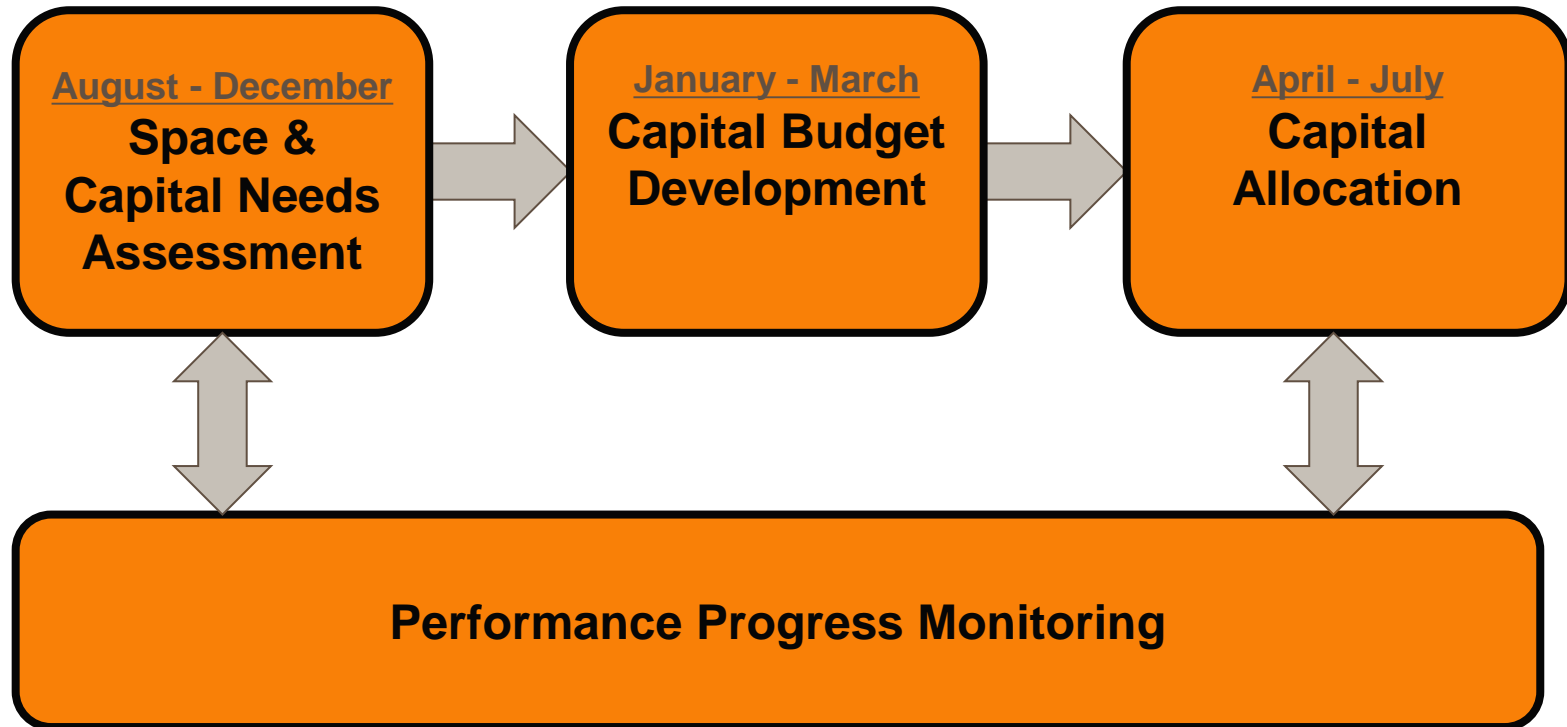 August - December
Space &
Capital Needs
Assessment
January - March
Capital Budget
Development
April - July
Capital
Allocation
Performance Progress Monitoring